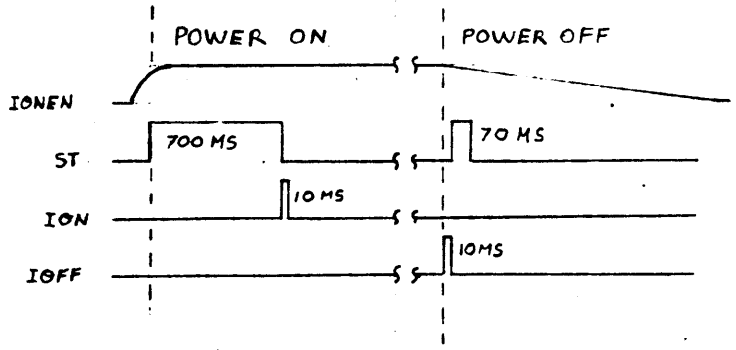 POWER ON
POWER OFF
IONEN
700 MS
70 MS
ST
10 MS
ION
10MS
IOFF